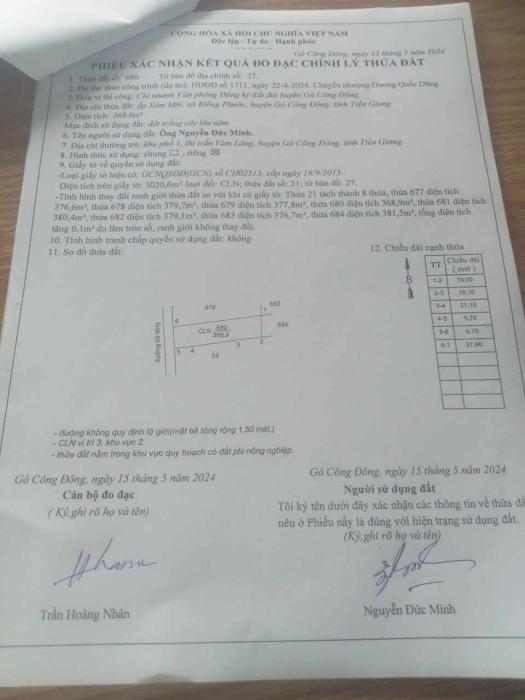 CỘNG HÒA XÃ HỘI CHỦ NGHĨA VIỆT NAM
Độc lập - Tự do - Hạnh phúc
Gò Công Đông, ngày 15 tháng 5 năm 2024
PHIẾU XÁC NHẬN KẾT QUẢ ĐO ĐẠC CHỈNH LÝ THỬA ĐẤT
1. Thửa đất số: 680 Tờ bản đồ địa chính số: 27.
2. Đo đạc theo công trình (dự án): HĐDD số 1711, ngày 22-4-2024. Chuyển nhượng Dương Quốc Dũng
3. Đơn vị thi công: Chi nhánh Văn phòng Đăng ký đất đai huyện Gò Công Đông.
4. Địa chỉ thửa đất: ấp Xóm Mới, xã Kiểng Phước, huyện Gò Công Đông, tỉnh Tiền Giang
5. Diện tích: 368,9m²
Mục đích sử dụng đất: đất trồng cây lâu năm
6. Tên người sử dụng đất: Ông Nguyễn Đức Minh.
7. Địa chỉ thường trú: khu phố 1, thị trấn Vàm Láng, huyện Gò Công Đông, tỉnh Tiền Giang
8. Hình thức sử dụng: chung ☐, riêng ☒
9. Giấy tờ về quyền sử dụng đất:
-Loại giấy tờ hiện có: GCNQSDĐ(GCN) số CH02513, cấp ngày 18/9/2013.
Diện tích trên giấy tờ: 3020,6m² loại đất: CLN; thửa đất số: 21; tờ bản đồ: 27.
-Tình hình thay đổi ranh giới thửa đất so với khi có giấy tờ: Thửa 21 tách thành 8 thửa, thửa 677 diện tích
376,6m², thửa 678 diện tích 379,7m², thửa 679 diện tích 377,8m², thửa 680 diện tích 368,9m², thửa 681 diện tích
380,4m², thửa 682 diện tích 379,1m², thửa 683 diện tích 376,7m², thửa 684 diện tích 381,5m², tổng diện tích
tăng 0,1m² do làm tròn số, ranh giới không thay đổi.
10. Tình hình tranh chấp quyền sử dụng đất: không
11. Sơ đồ thửa đất: 12. Chiều dài cạnh thửa
TT Chiều dài (mét)
B
1-2 10,00
2-3 10,16
3-4 21,15
4-5 5,75
5-6 9,79
6-1 37,96
679 683
6 1
đường bê tông
CLN 680 368,9
684
5 4 3 2
33
- đường không quy định lộ giới(mặt bê tông rộng 1,50 mét.)
- CLN vị trí 3, khu vực 2.
- thửa đất nằm trong khu vực quy hoạch có đất phi nông nghiệp.
Gò Công Đông, ngày 15 tháng 5 năm 2024
Cán bộ đo đạc
( Ký,ghi rõ họ và tên)
Trần Hoàng Nhân
Gò Công Đông, ngày 15 tháng 5 năm 2024
Người sử dụng đất
Tôi ký tên dưới đây xác nhận các thông tin về thửa đấ
nêu ở Phiếu nầy là đúng với hiện trạng sử dụng đất.
(Ký,ghi rõ họ và tên)
Nguyễn Đức Minh